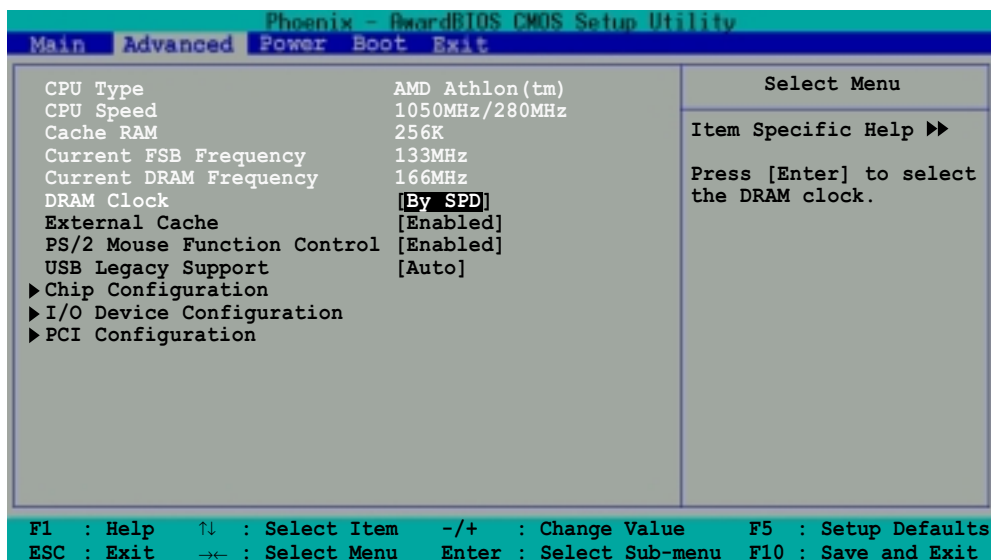 Phoenix - AwardBIOS CMOS Setup Utility
Main Advanced Power Boot Exit
CPU Type AMD Athlon(tm)
CPU Speed 1050MHz/280MHz
Cache RAM 256K
Current FSB Frequency 133MHz
Current DRAM Frequency 166MHz
DRAM Clock [By SPD]
External Cache [Enabled]
PS/2 Mouse Function Control [Enabled]
USB Legacy Support [Auto]
▶Chip Configuration
▶I/O Device Configuration
▶PCI Configuration
Select Menu
Item Specific Help ▶▶
Press [Enter] to select
the DRAM clock.
F1 : Help ↑↓ : Select Item -/+ : Change Value F5 : Setup Defaults
ESC : Exit →← : Select Menu Enter : Select Sub-menu F10 : Save and Exit